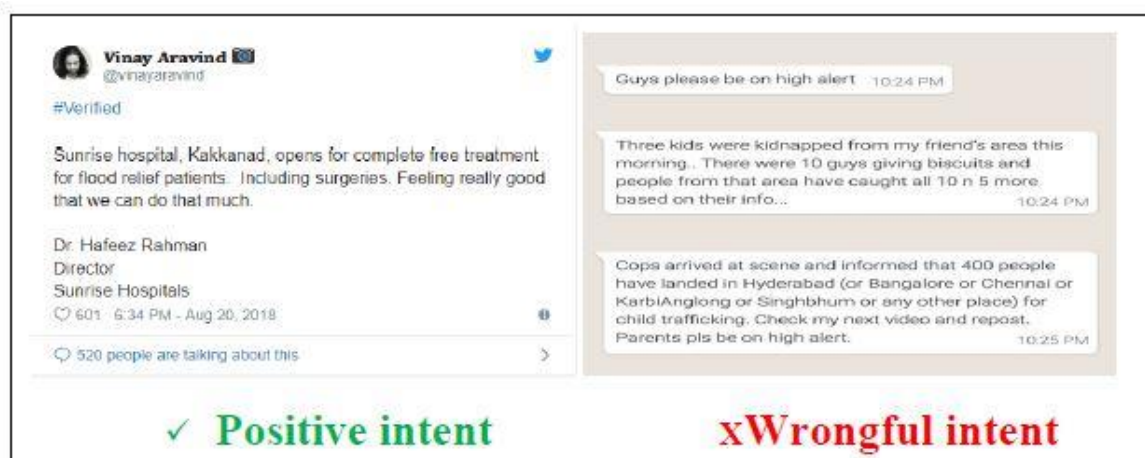 Vinay Aravind
@vinayaravind
#Verified
Sunrise hospital, Kakkanad, opens for complete free treatment
for flood relief patients. Including surgeries. Feeling really good
that we can do that much.
Dr. Hafeez Rahman
Director
Sunrise Hospitals
601 6:34 PM - Aug 20, 2018
520 people are talking about this
✓ Positive intent
Guys please be on high alert 10:24 PM
Three kids were kidnapped from my friend's area this
morning.. There were 10 guys giving biscuits and
people from that area have caught all 10 n 5 more
based on their info... 10:24 PM
Cops arrived at scene and informed that 400 people
have landed in Hyderabad (or Bangalore or Chennai or
KarbiAnglong or Singhbhum or any other place) for
child trafficking. Check my next video and repost.
Parents pls be on high alert. 10:25 PM
xWrongful intent